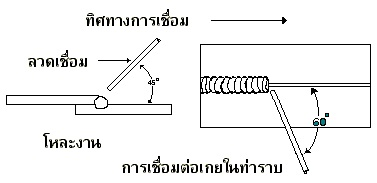 ทิศทางการเชื่อม
ลวดเชื่อม
45°
60°
โหละงาน
การเชื่อมต่อเกยในท่าราบ